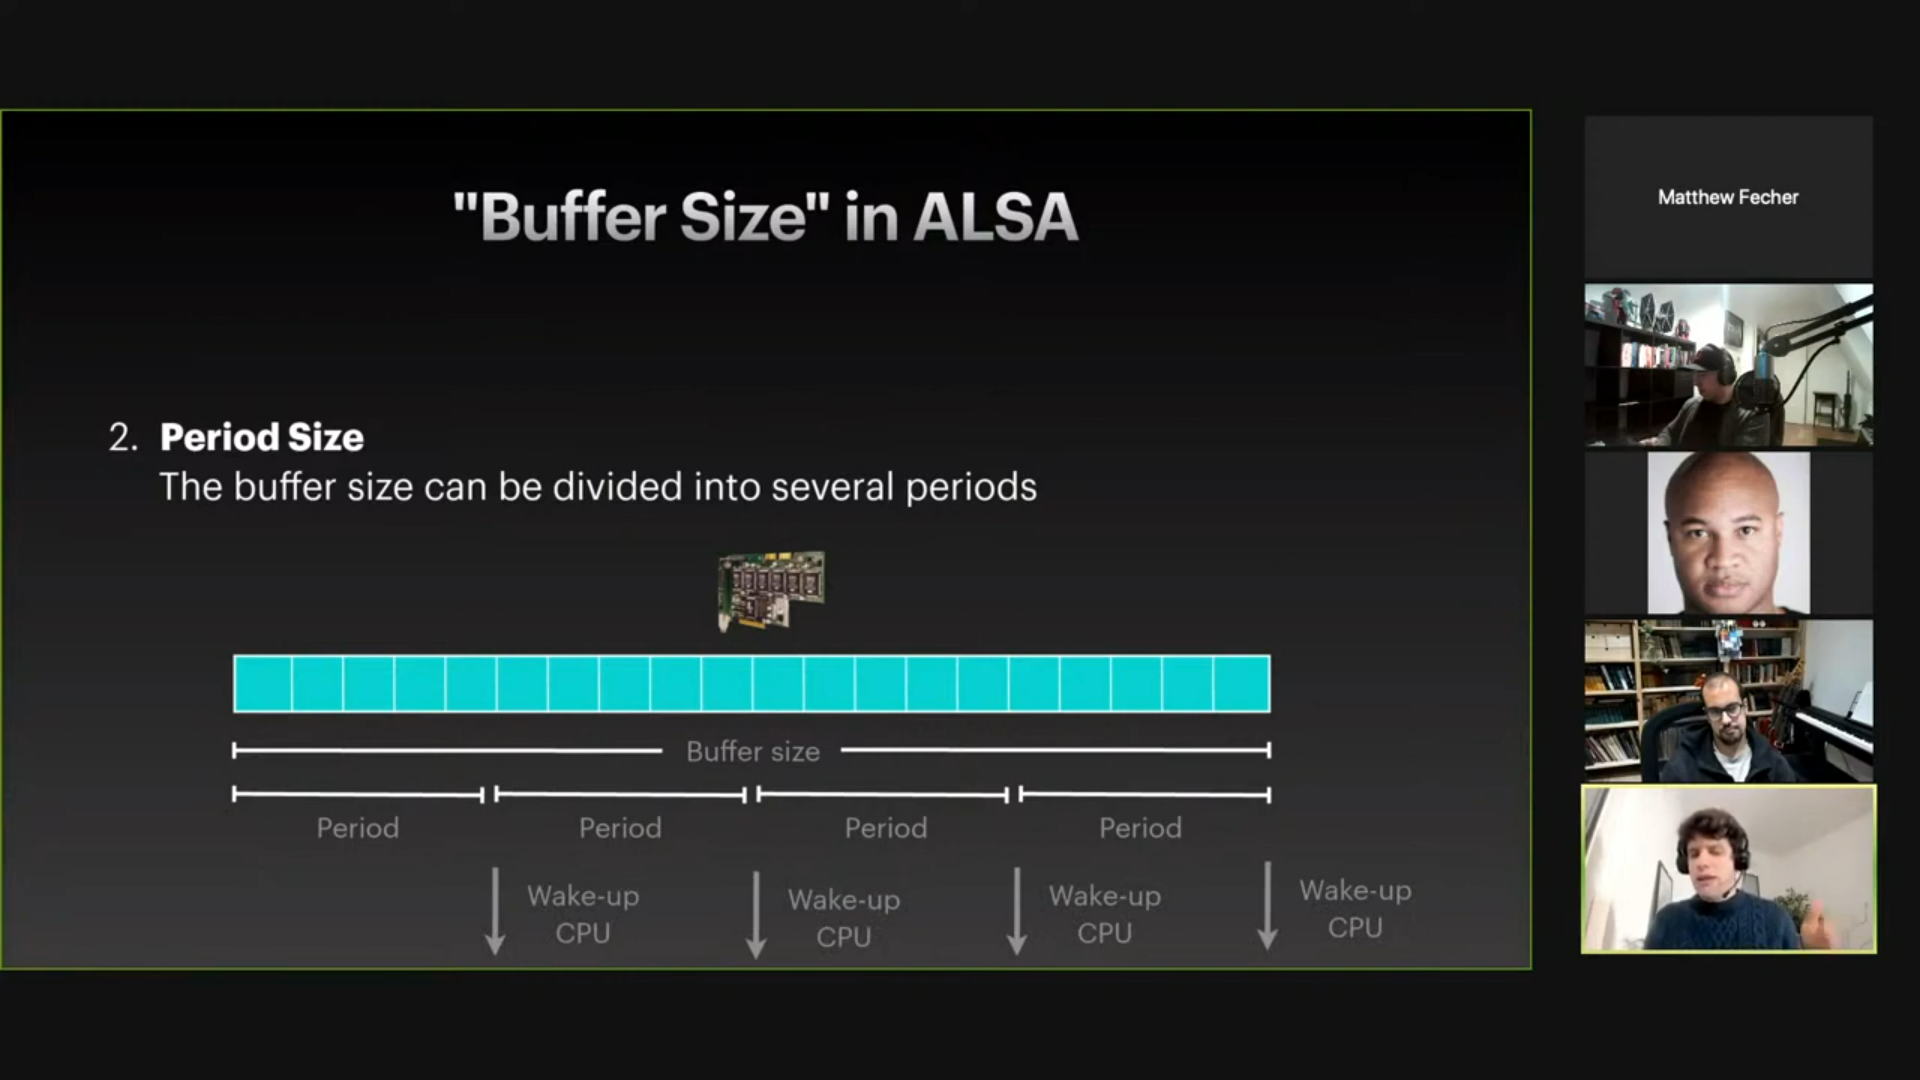 "Buffer Size" in ALSA
2. Period Size
The buffer size can be divided into several periods
Buffer size
Period
Period
Period
Period
Wake-up
CPU
Wake-up
CPU
Wake-up
CPU
Wake-up
CPU
Matthew Fecher